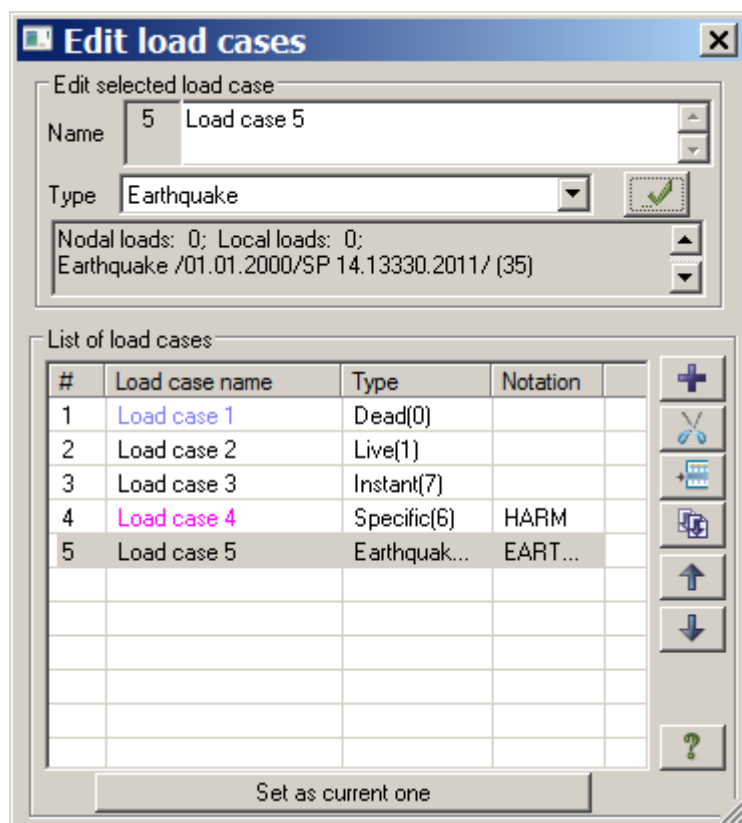 Edit load cases
Edit selected load case
Name 5 Load case 5
Type Earthquake
Nodal loads: 0; Local loads: 0;
Earthquake /01.01.2000/SP 14.13330.2011/ (35)
List of load cases
# Load case name Type Notation
1 Load case 1 Dead(0)
2 Load case 2 Live(1)
3 Load case 3 Instant(7)
4 Load case 4 Specific(6) HARM
5 Load case 5 Earthquak... EART...
?
Set as current one